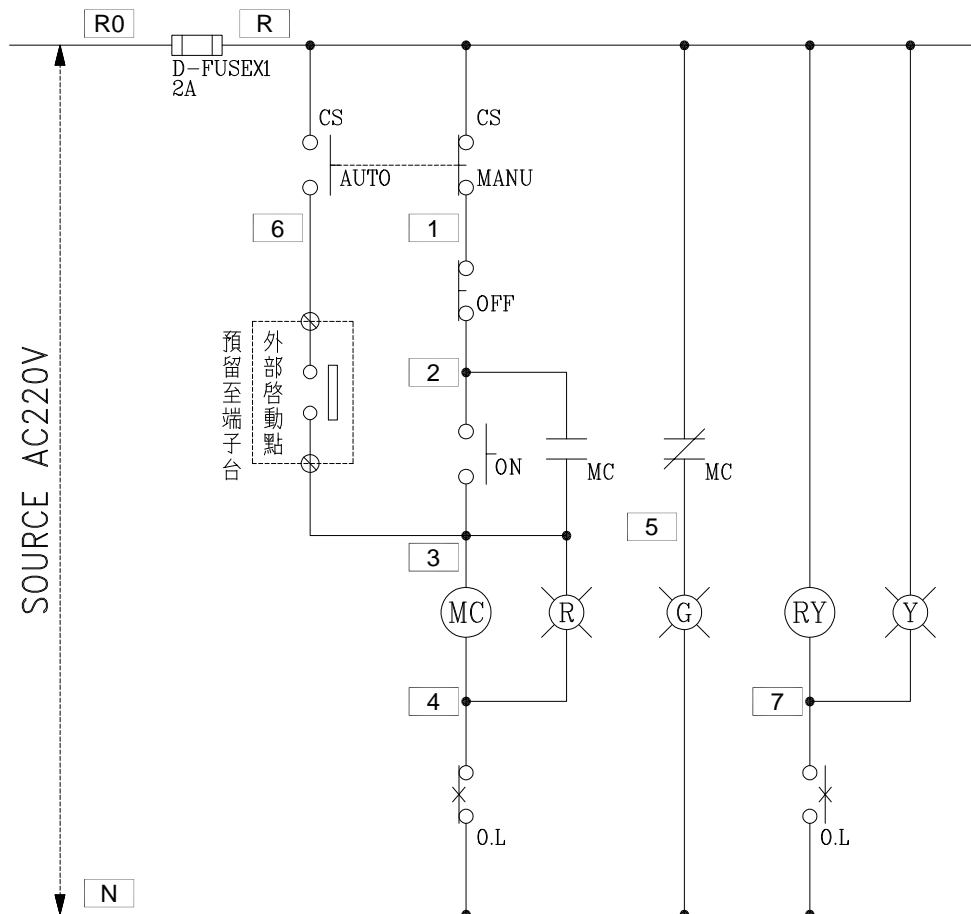 R0
R
D-FUSEX1
2A
CS
CS
AUTO
MANU
6
1
OFF
預留至端子台
外部啓動點
2
ON
MC
MC
5
3
MC
R
G
RY
Y
4
7
O.L
O.L
SOURCE AC220V
N